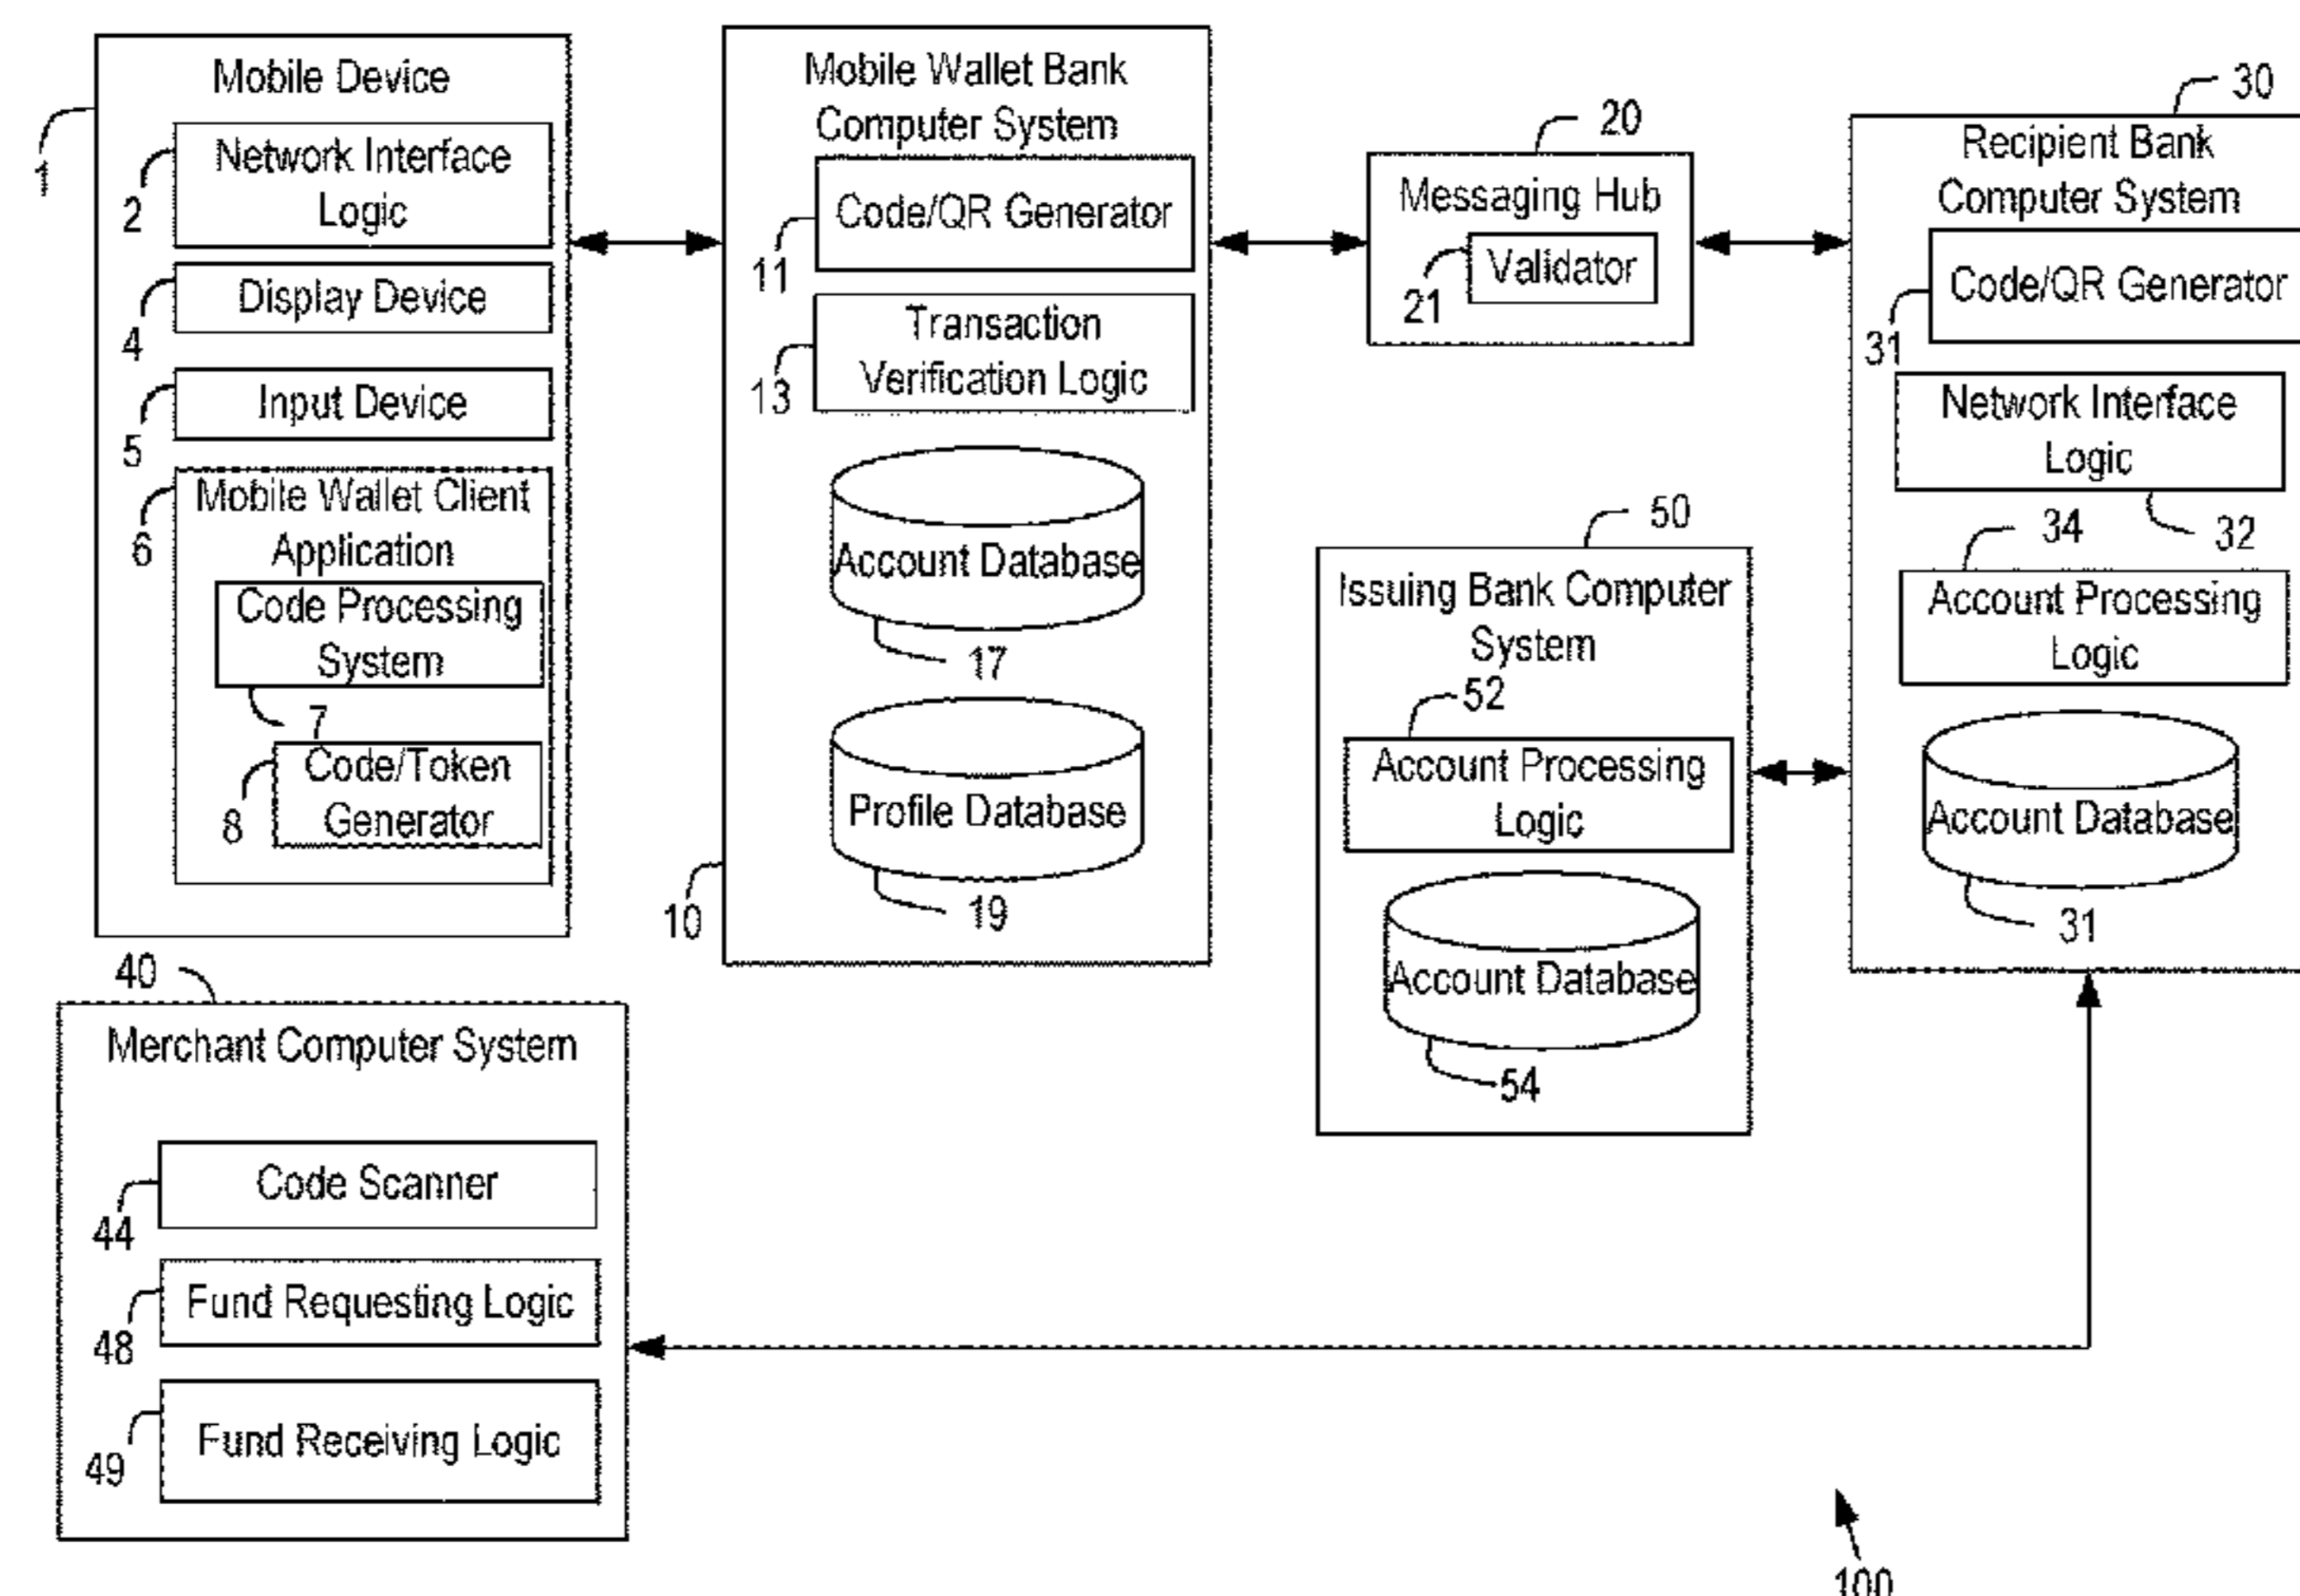 Mobile Device
1
Network Interface
Logic
2
Display Device
4
Input Device
5
Mobile Wallet Client
Application
6
Code Processing
System
7
Code/Token
Generator
8
Mobile Wallet Bank
Computer System
Code/QR Generator
11
Transaction
Verification Logic
13
Account Database
17
Profile Database
19
10
20
Messaging Hub
Validator
21
30
Recipient Bank
Computer System
Code/QR Generator
31
Network Interface
Logic
32
34
Account Processing
Logic
Account Database
31
50
Issuing Bank Computer
System
52
Account Processing
Logic
Account Database
54
40
Merchant Computer System
Code Scanner
44
Fund Requesting Logic
48
Fund Receiving Logic
49
100